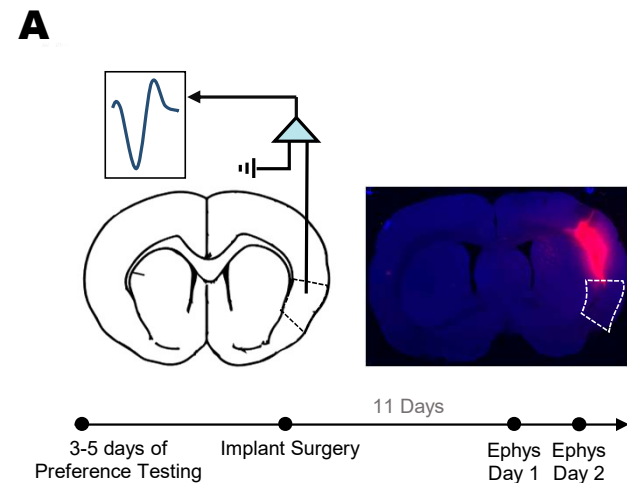 A
11 Days
3-5 days of
Preference Testing
Implant Surgery
Ephys
Day 1
Ephys
Day 2